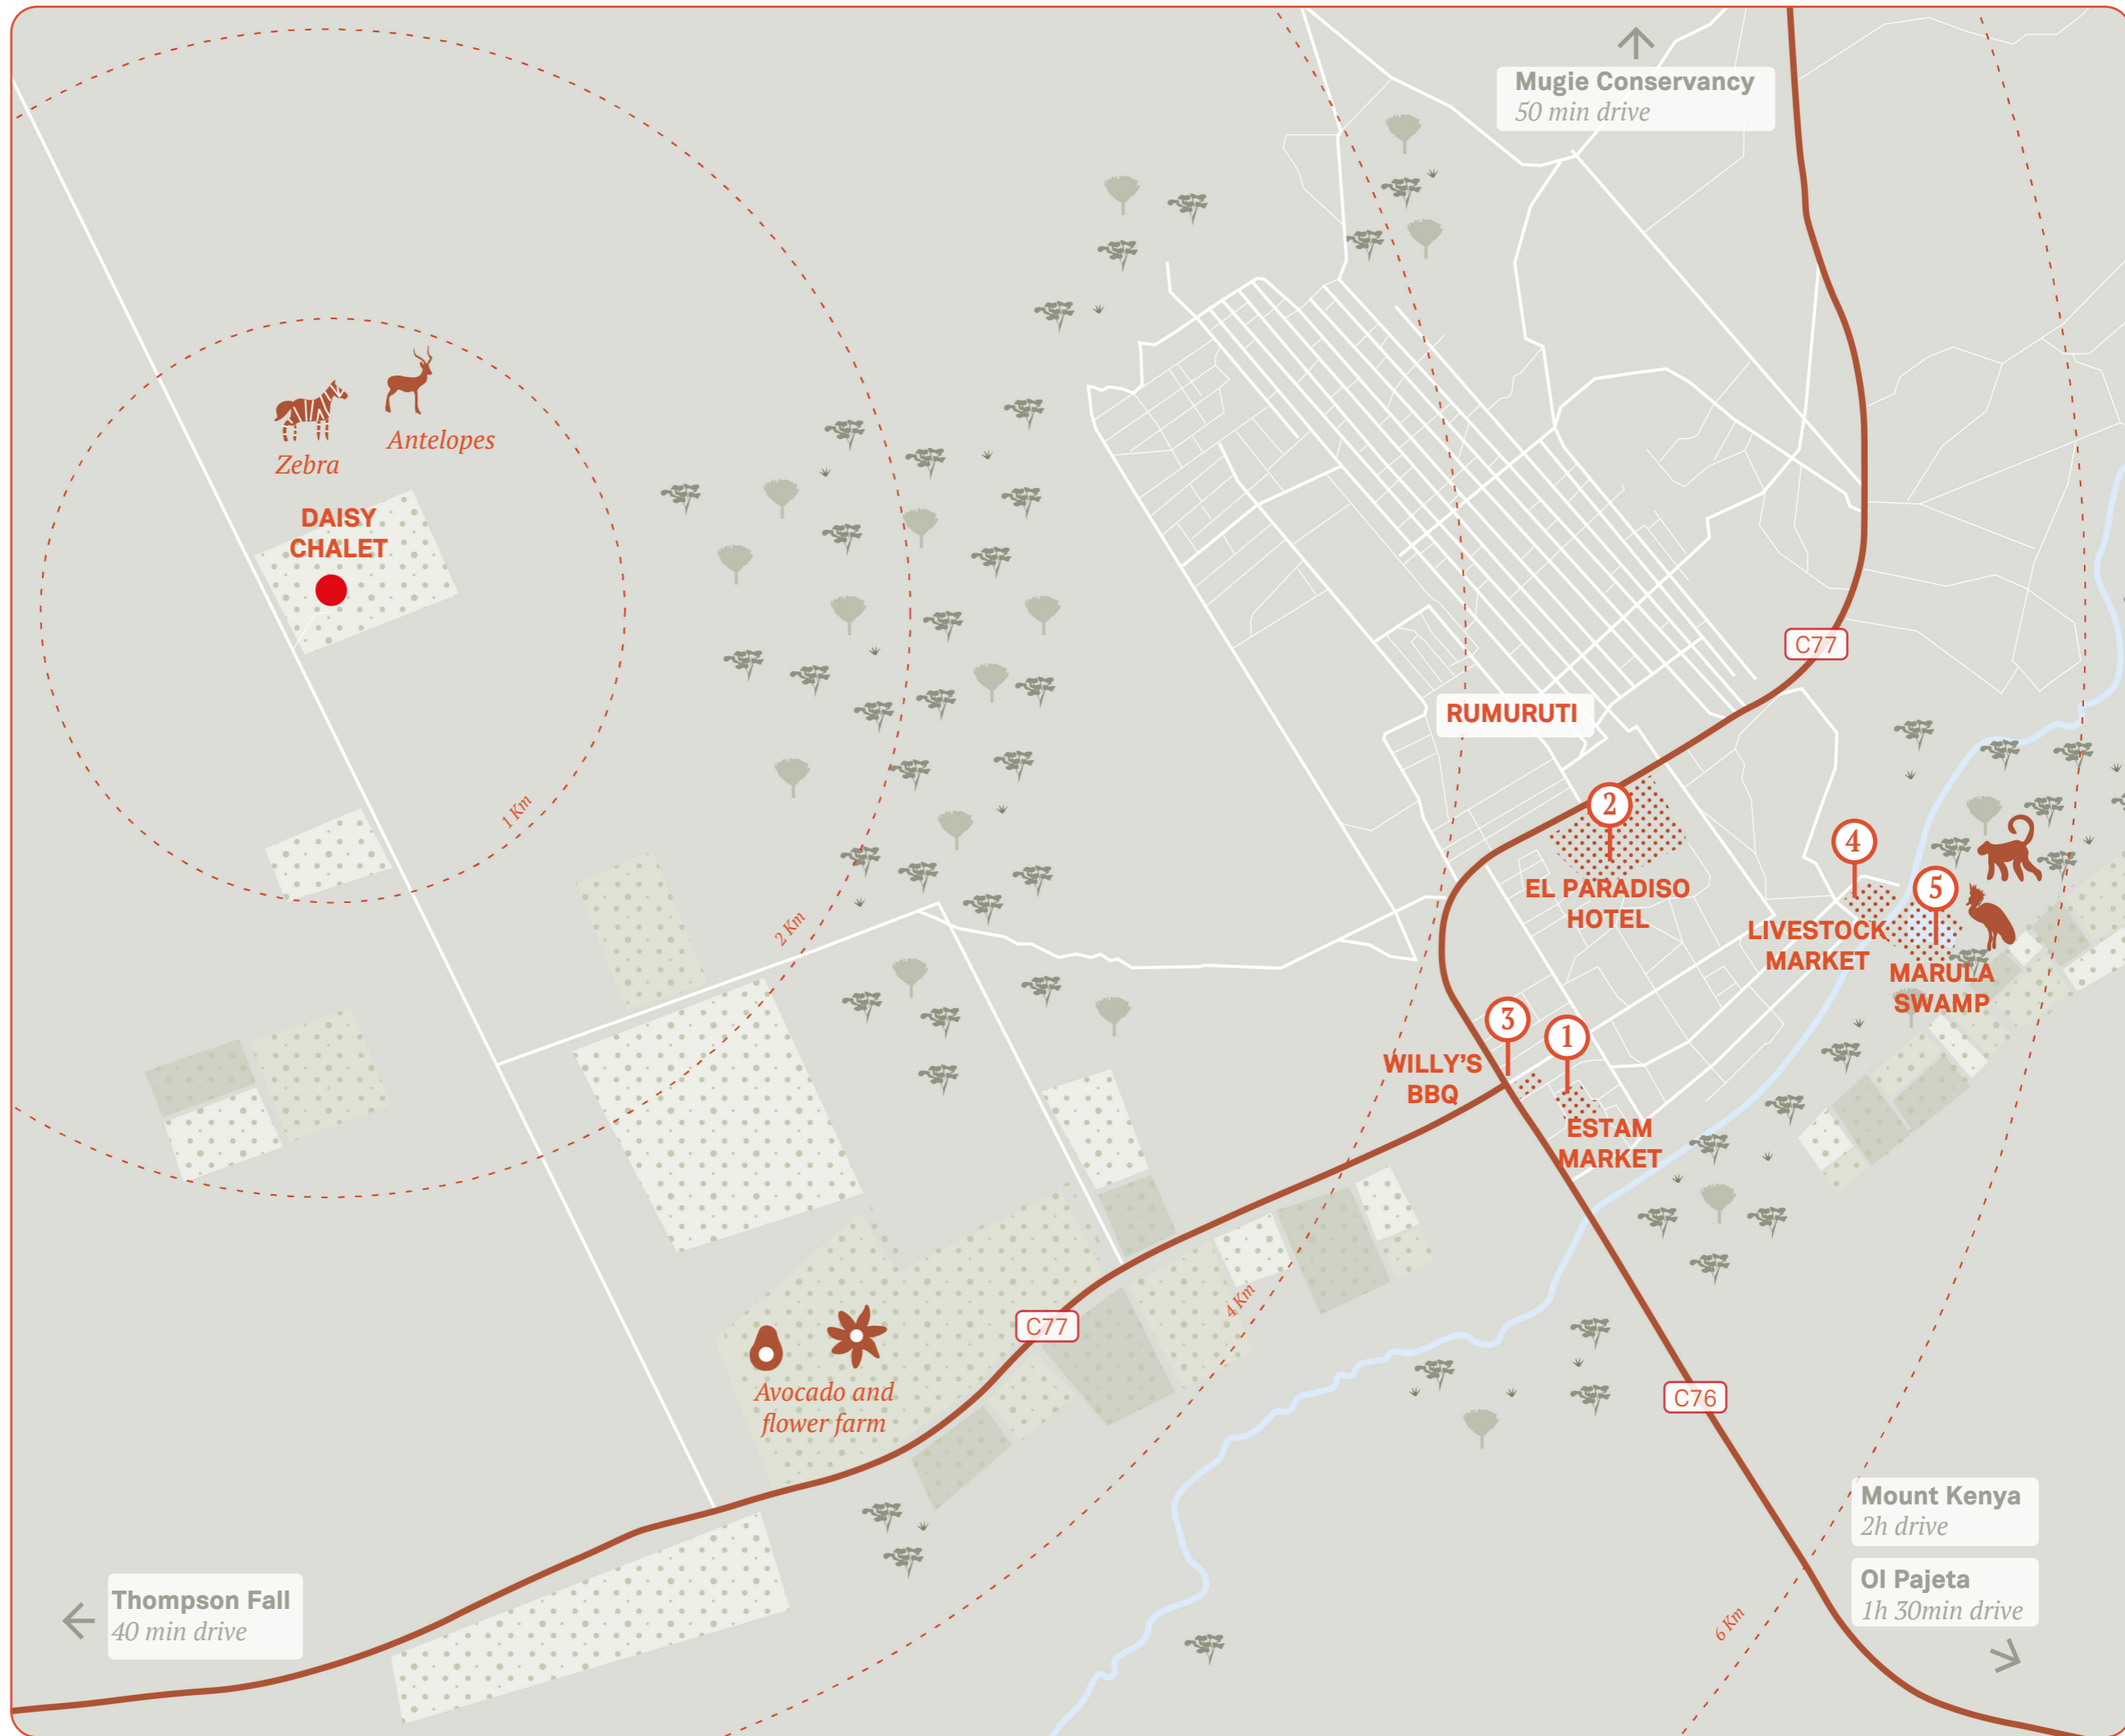 Mugie Conservancy
50 min drive
Zebra
Antelopes
DAISY
CHALET
C77
RUMURUTI
1 Km
2
4
5
EL PARADISO
HOTEL
LIVESTOCK
MARKET
2 Km
MARULA
SWAMP
3
1
WILLY'S
BBQ
ESTAM
MARKET
4 Km
C77
Avocado and
flower farm
C76
Mount Kenya
2h drive
Ol Pajeta
1h 30min drive
Thompson Fall
40 min drive
6 Km